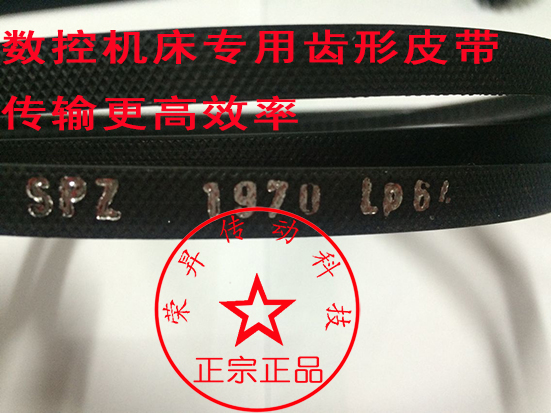 数控机床专用齿形皮带
传输更高效率
SPZ 1970 Lp6
荣昇传动科技
正宗正品